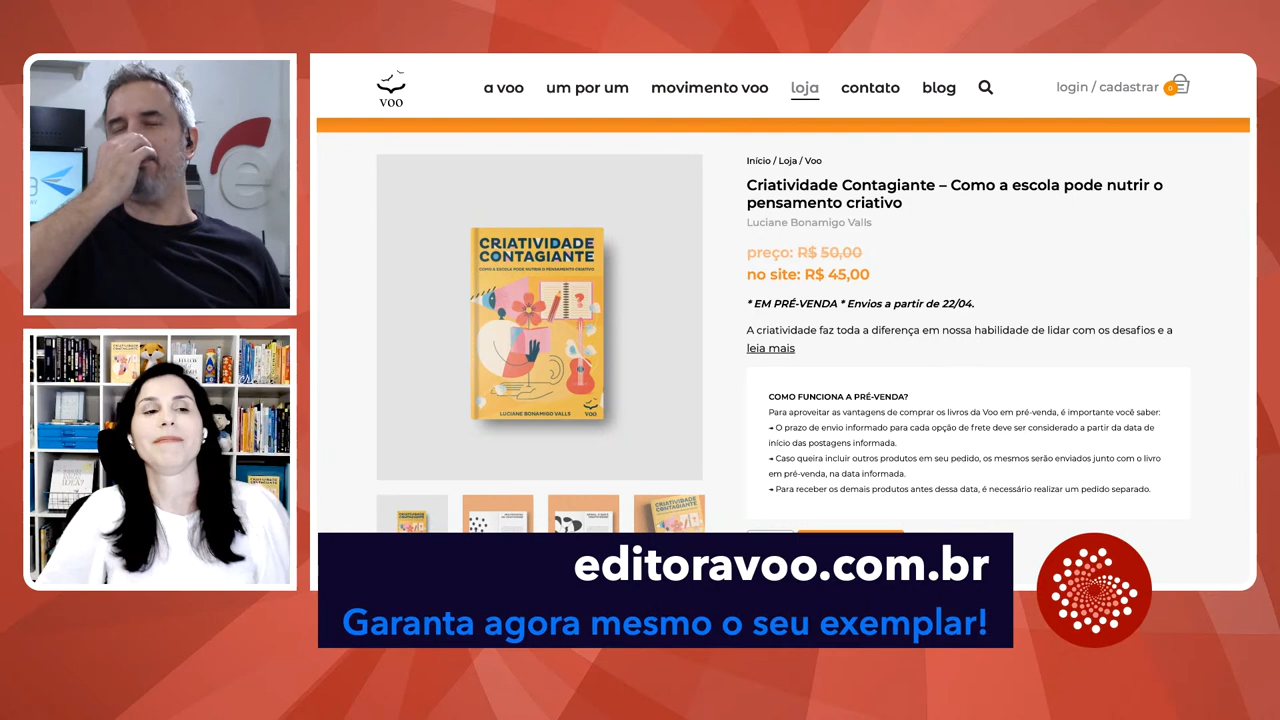 VOO
a voo um por um movimento voo loja contato blog
login / cadastrar 0
Início / Loja / Voo
Criatividade Contagiante – Como a escola pode nutrir o
pensamento criativo
Luciane Bonamigo Valls
preço: R$ 50,00
no site: R$ 45,00
* EM PRÉ-VENDA * Envios a partir de 22/04.
A criatividade faz toda a diferença em nossa habilidade de lidar com os desafios e a
leia mais
COMO FUNCIONA A PRÉ-VENDA?
Para aproveitar as vantagens de comprar os livros da Voo em pré-venda, é importante você saber:
➟ O prazo de envio informado para cada opção de frete deve ser considerado a partir da data de
início das postagens informada.
➟ Caso queira incluir outros produtos em seu pedido, os mesmos serão enviados junto com o livro
em pré-venda, na data informada.
➟ Para receber os demais produtos antes dessa data, é necessário realizar um pedido separado.
CRIATIVIDADE
CONTAGIANTE
COMO A ESCOLA PODE NUTRIR O PENSAMENTO CRIATIVO
?
LUCIANE BONAMIGO VALLS
VOO
CRIATIVIDADE
CONTAGIANTE
editoravoo.com.br
Garanta agora mesmo o seu exemplar!